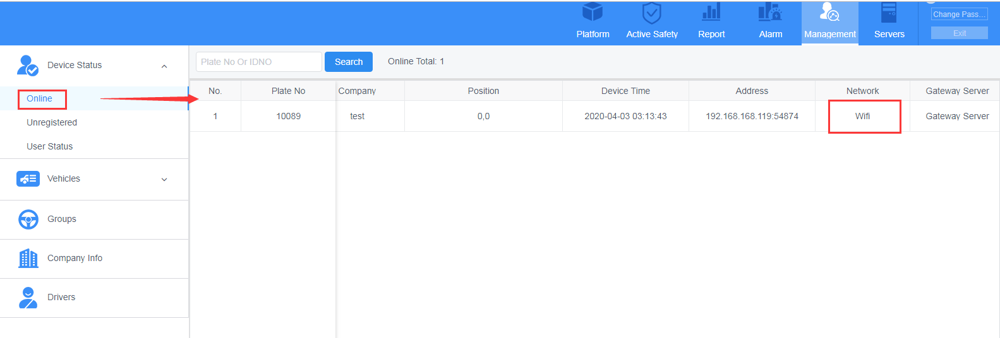 Platform
Active Safety
Report
Alarm
Management
Servers
Change Pass...
Exit
Device Status
Online
Unregistered
User Status
Vehicles
Groups
Company Info
Drivers
Plate No Or IDNO
Search
Online Total: 1
No. Plate No Company Position Device Time Address Network Gateway Server
1 10089 test 0,0 2020-04-03 03:13:43 192.168.168.119:54874 Wifi Gateway Server